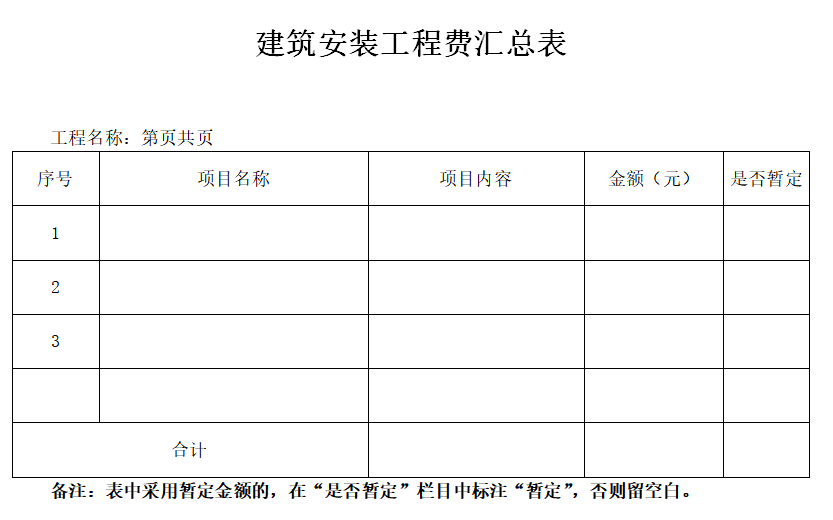 建筑安装工程费汇总表
工程名称：第页共页
序号 项目名称 项目内容 金额（元） 是否暂定
1
2
3
合计
备注：表中采用暂定金额的，在“是否暂定”栏目中标注“暂定”，否则留空白。